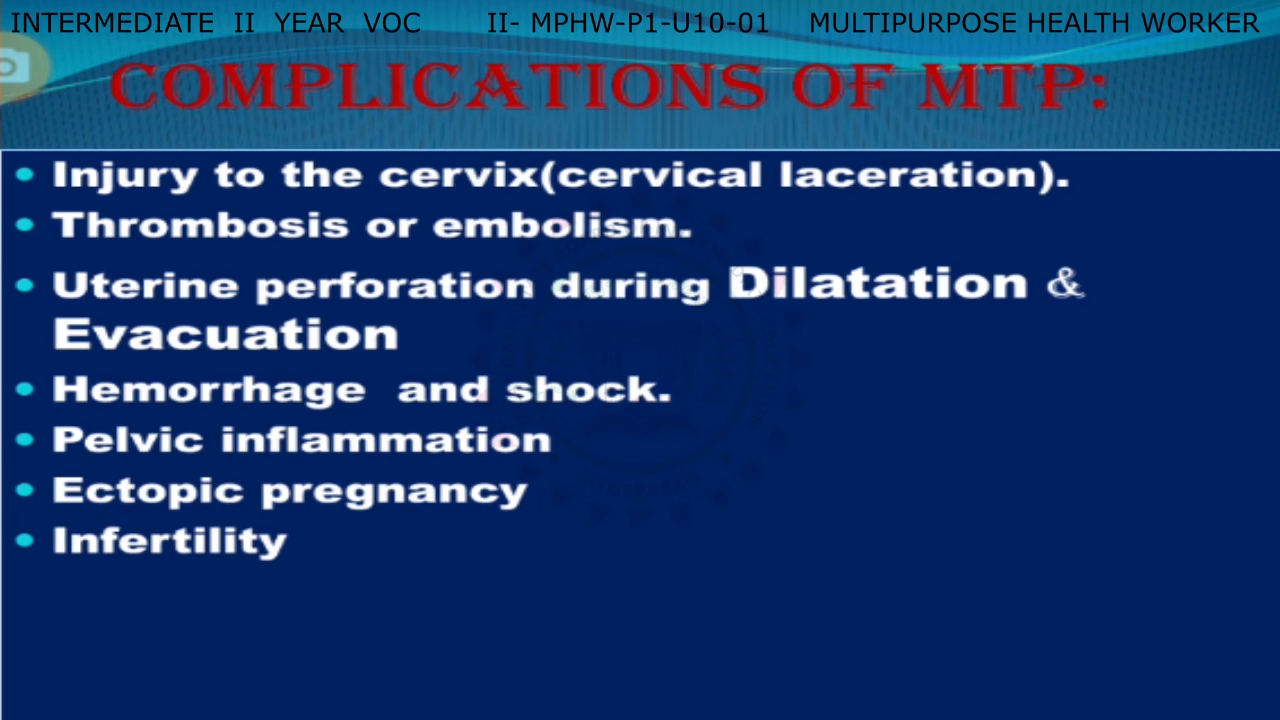 INTERMEDIATE II YEAR VOC II- MPHW-P1-U10-01 MULTIPURPOSE HEALTH WORKER
COMPLICATIONS OF MTP:
• Injury to the cervix(cervical laceration).
• Thrombosis or embolism.
• Uterine perforation during Dilatation &
Evacuation
• Hemorrhage and shock.
• Pelvic inflammation
• Ectopic pregnancy
• Infertility